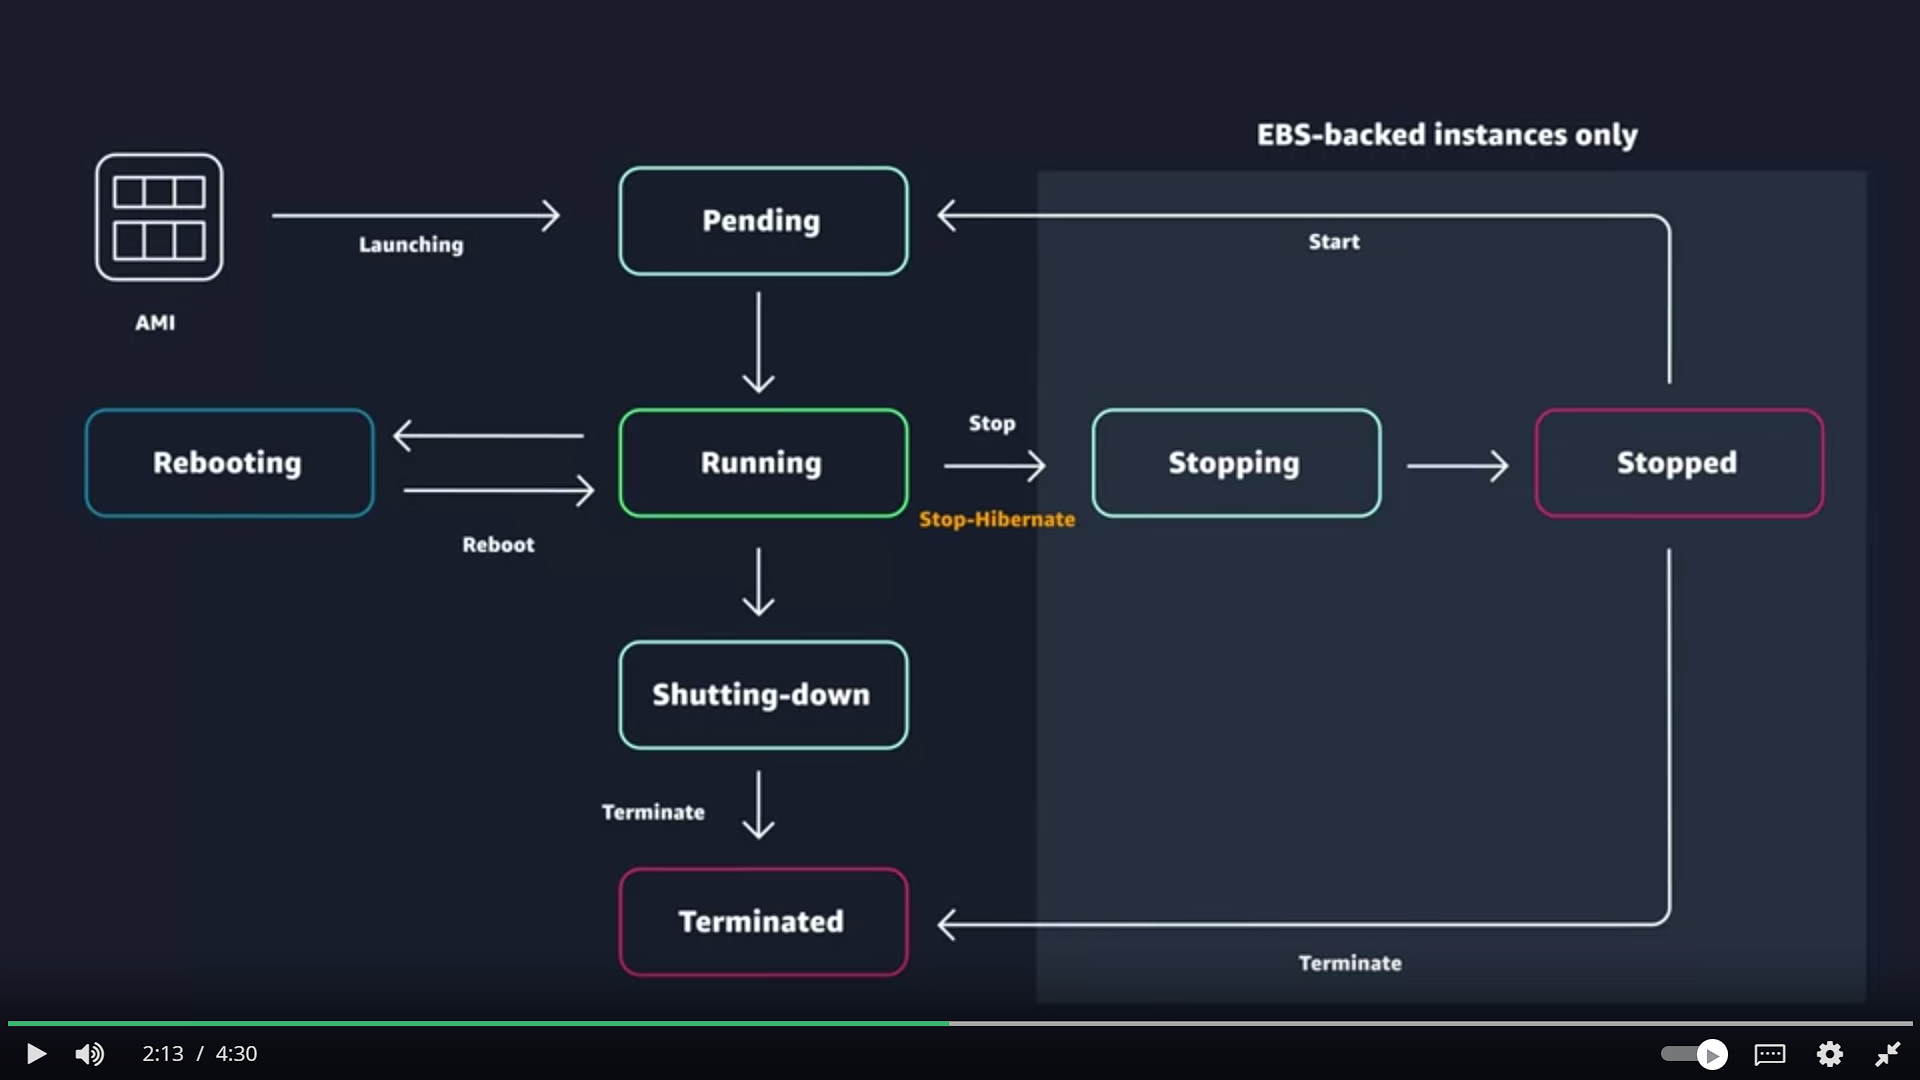 EBS-backed instances only
Launching
Pending
Start
AMI
Rebooting
Reboot
Running
Stop
Stop-Hibernate
Stopping
Stopped
Shutting-down
Terminate
Terminated
Terminate
2:13 / 4:30